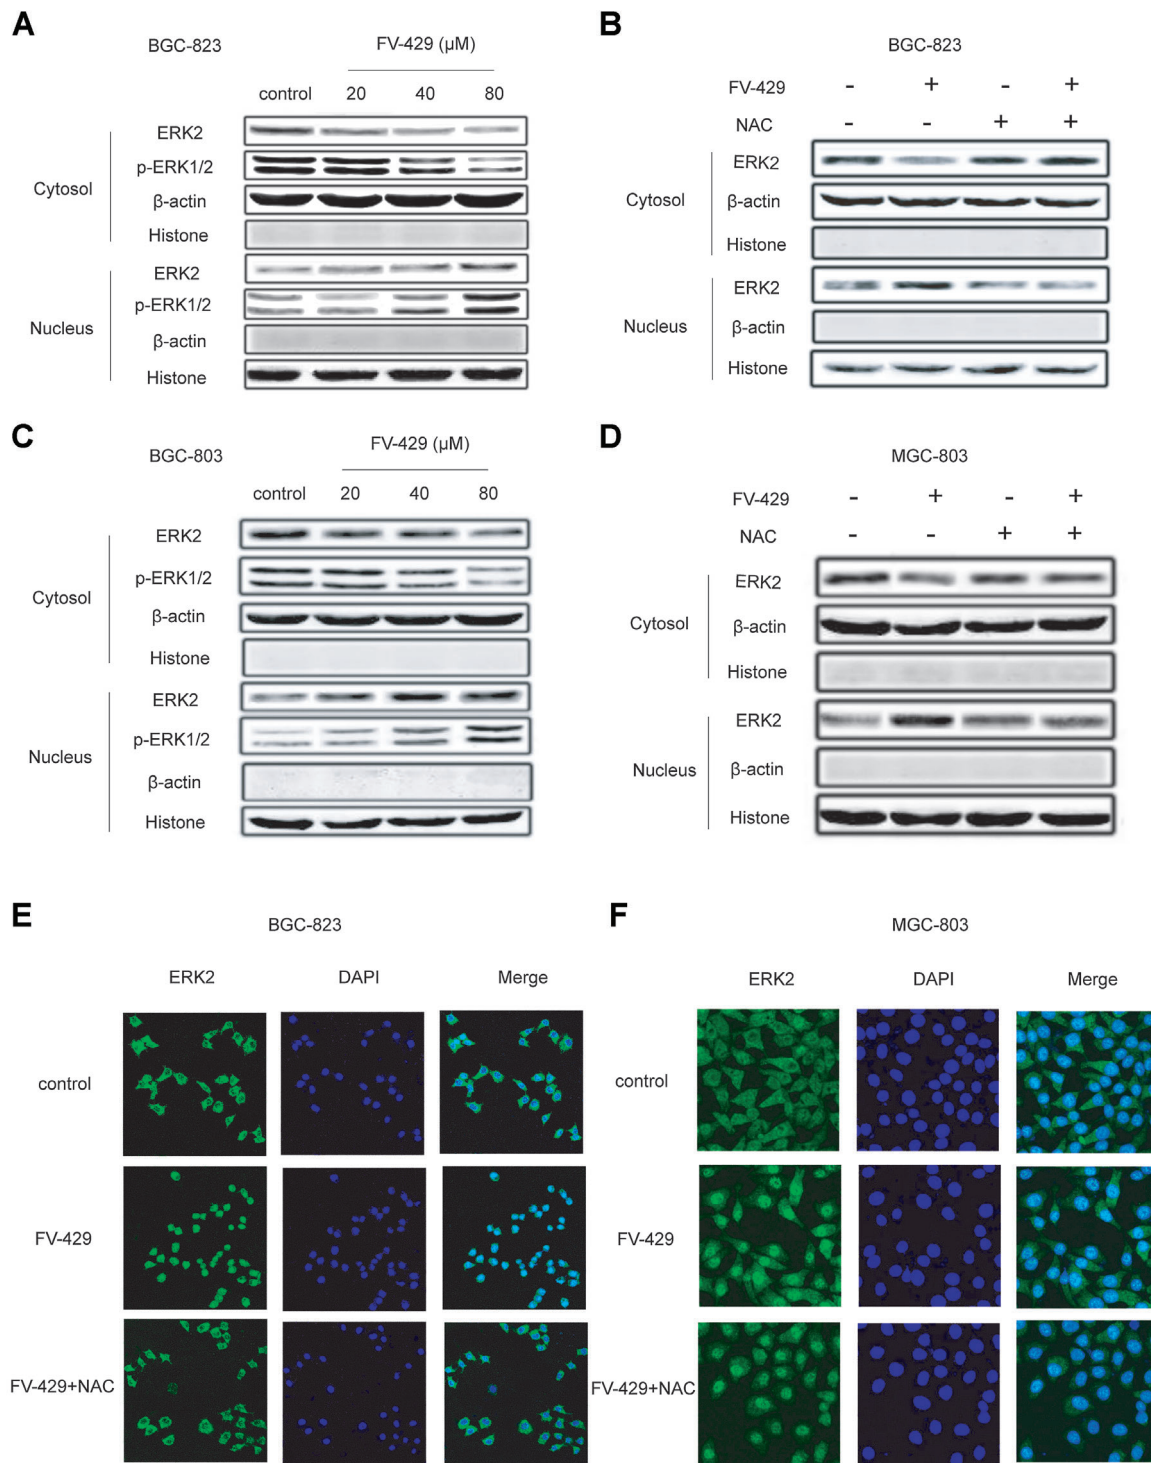 A
BGC-823
FV-429 (μM)
control 20 40 80
Cytosol
ERK2
p-ERK1/2
β-actin
Histone
Nucleus
ERK2
p-ERK1/2
β-actin
Histone
B
BGC-823
FV-429 - + - +
NAC - - + +
Cytosol
ERK2
β-actin
Histone
Nucleus
ERK2
β-actin
Histone
C
BGC-803
FV-429 (μM)
control 20 40 80
Cytosol
ERK2
p-ERK1/2
β-actin
Histone
Nucleus
ERK2
p-ERK1/2
β-actin
Histone
D
MGC-803
FV-429 - + - +
NAC - - + +
Cytosol
ERK2
β-actin
Histone
Nucleus
ERK2
β-actin
Histone
E
BGC-823
ERK2 DAPI Merge
control
FV-429
FV-429+NAC
F
MGC-803
ERK2 DAPI Merge
control
FV-429
FV-429+NAC